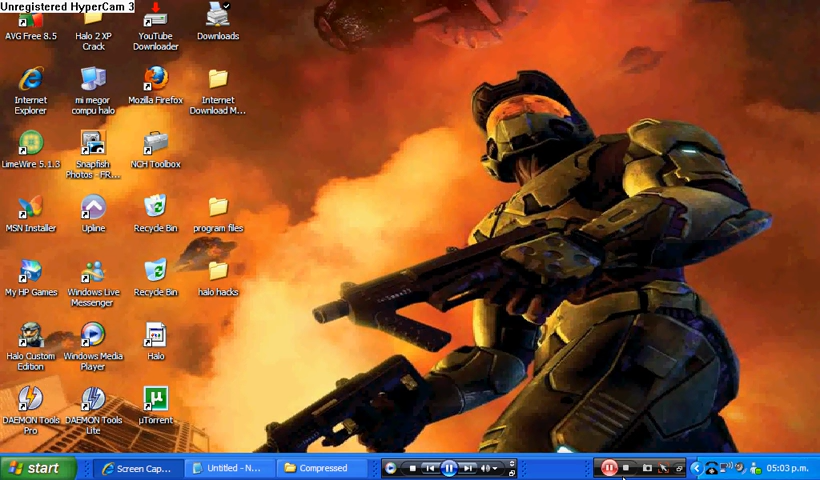 Unregistered HyperCam 3
AVG Free 8.5
Halo 2 XP
Crack
YouTube
Downloader
Downloads
Internet
Explorer
mi megor
compu halo
Mozilla Firefox
Internet
Download M...
LimeWire 5.1.3
Snapfish
Photos - FR...
NCH Toolbox
MSN Installer
Upline
Recycle Bin
program files
My HP Games
Windows Live
Messenger
Recycle Bin
halo hacks
Halo Custom
Edition
Windows Media
Player
Halo
DAEMON Tools
Pro
DAEMON Tools
Lite
µTorrent
start
Screen Cap...
Untitled - N...
Compressed
05:03 p.m.